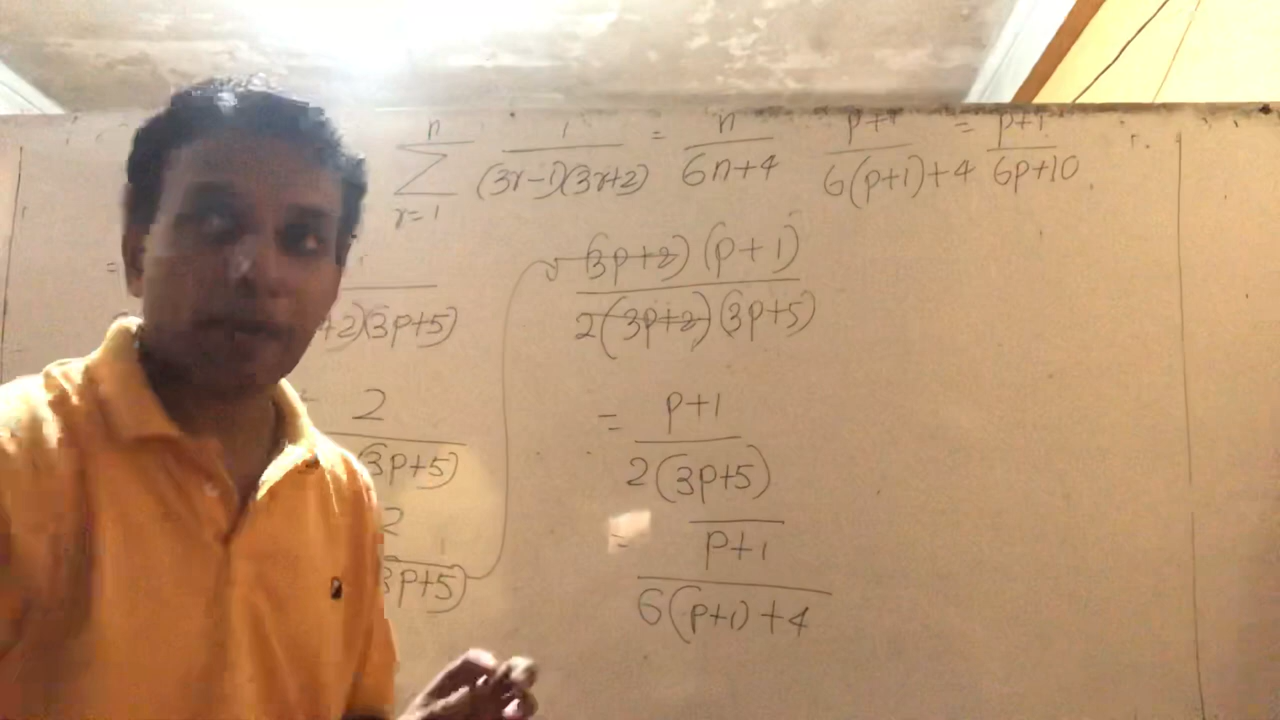 n
∑ 1/((3r-1)(3r+2)) = n/(6n+4)
r=1
(p+1)/(6(p+1)+4) = (p+1)/(6p+10)
=
+2)(3p+5)
2
3p+5)
2
3p+5)
(3p+2)(p+1)
2(3p+2)(3p+5)
= p+1
2(3p+5)
= p+1
6(p+1)+4